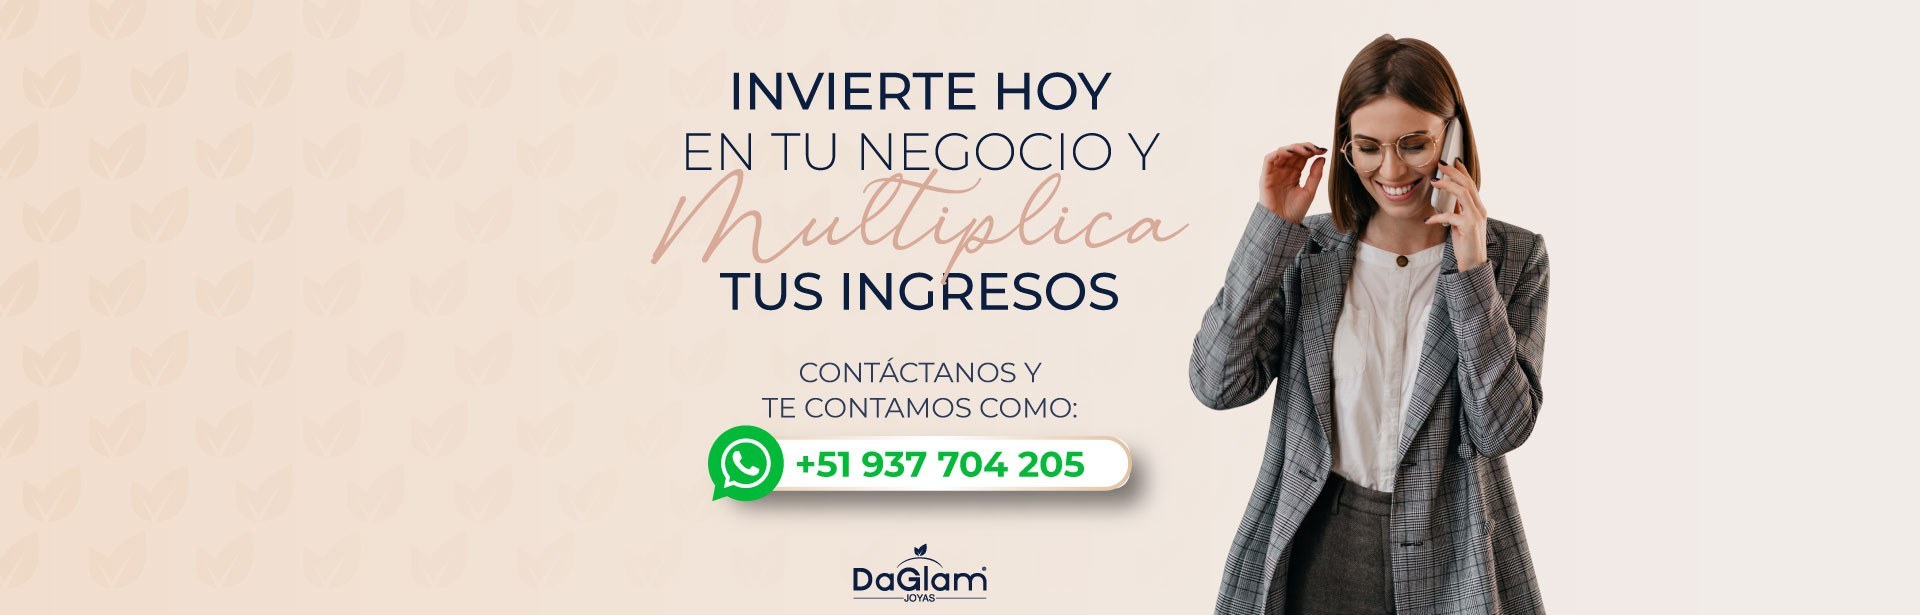 INVIERTE HOY
EN TU NEGOCIO Y
Multiplica
TUS INGRESOS
CONTÁCTANOS Y
TE CONTAMOS COMO:
+51 937 704 205
DaGlam®
JOYAS